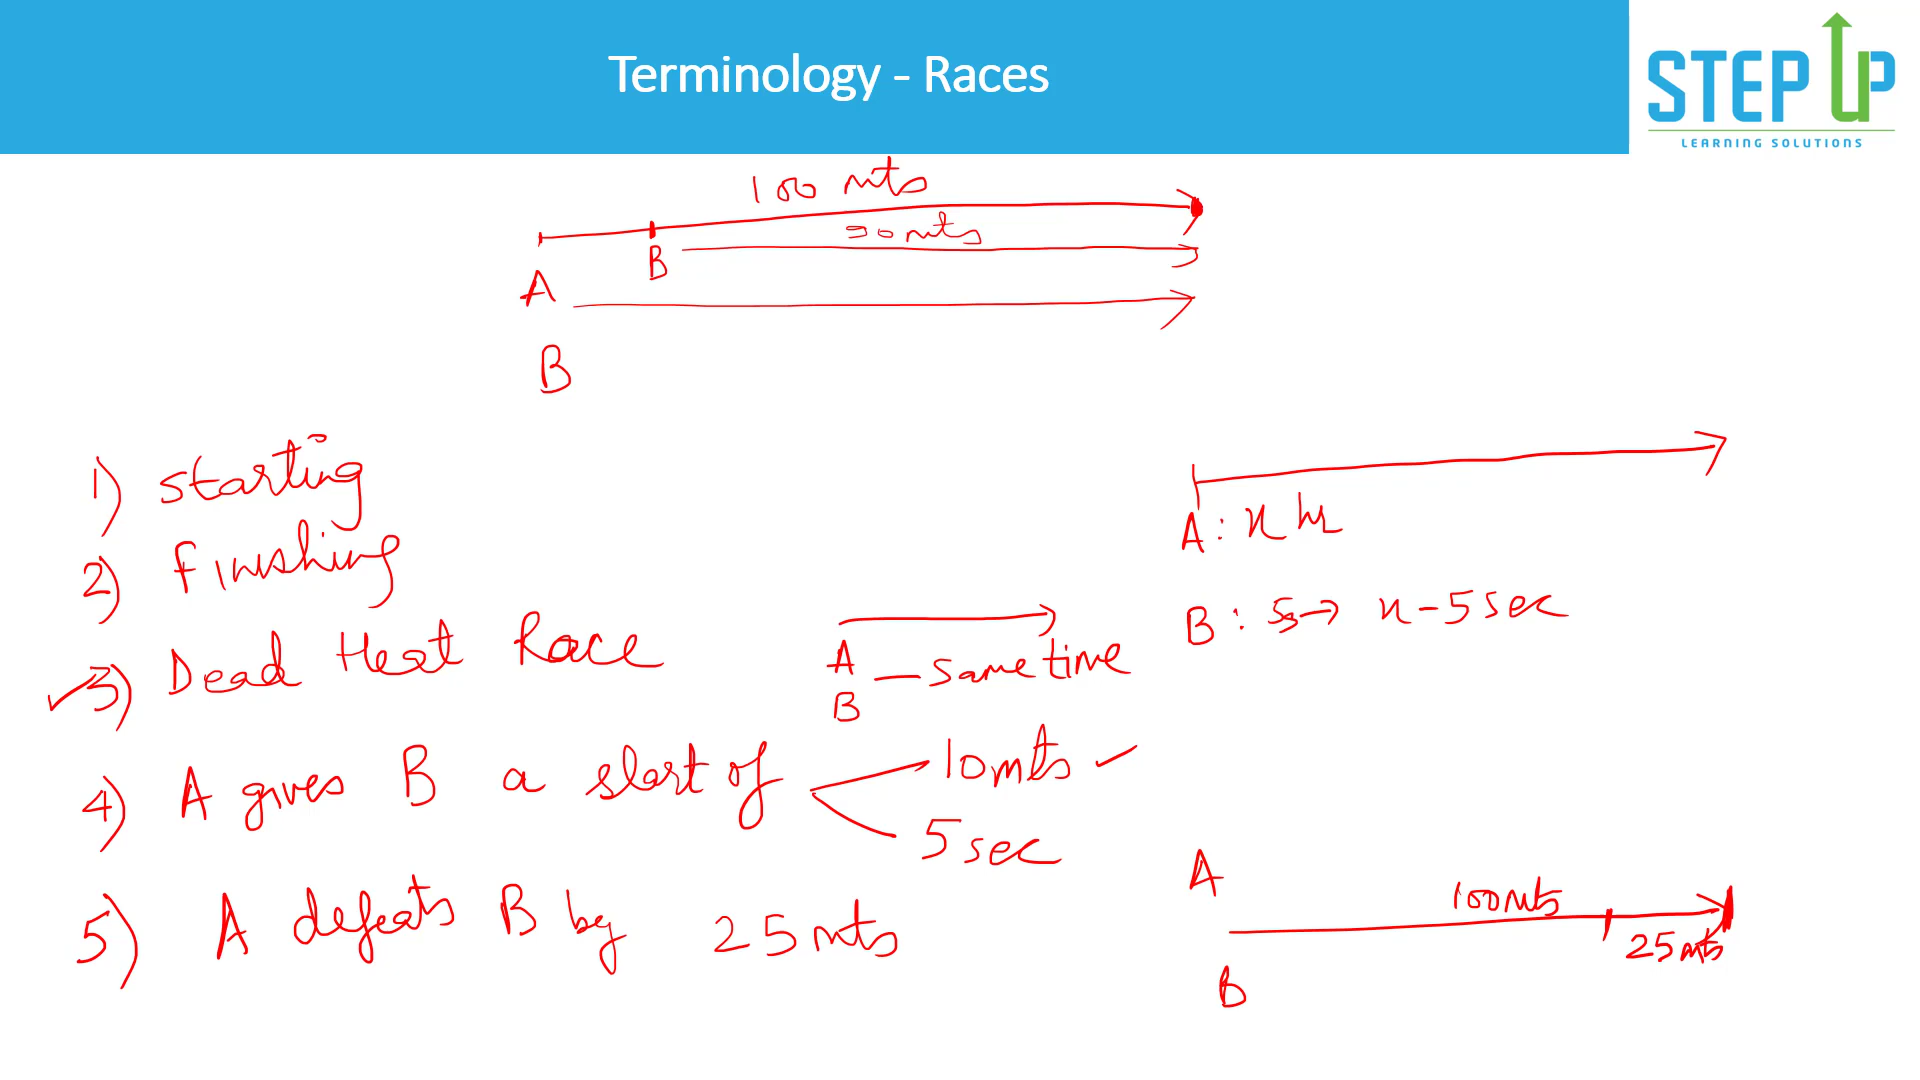 Terminology - Races
STEP UP
LEARNING SOLUTIONS
100 mts
90 mts
B
A
B
1) starting
2) finishing
3) Dead Heat Race
A
B
— same time
A : x hr
B : 5 → x - 5 sec
4) A gives B a start of
10 mts
5 sec
5) A defeats B by 25 mts
A
100 mts
25 mts
B